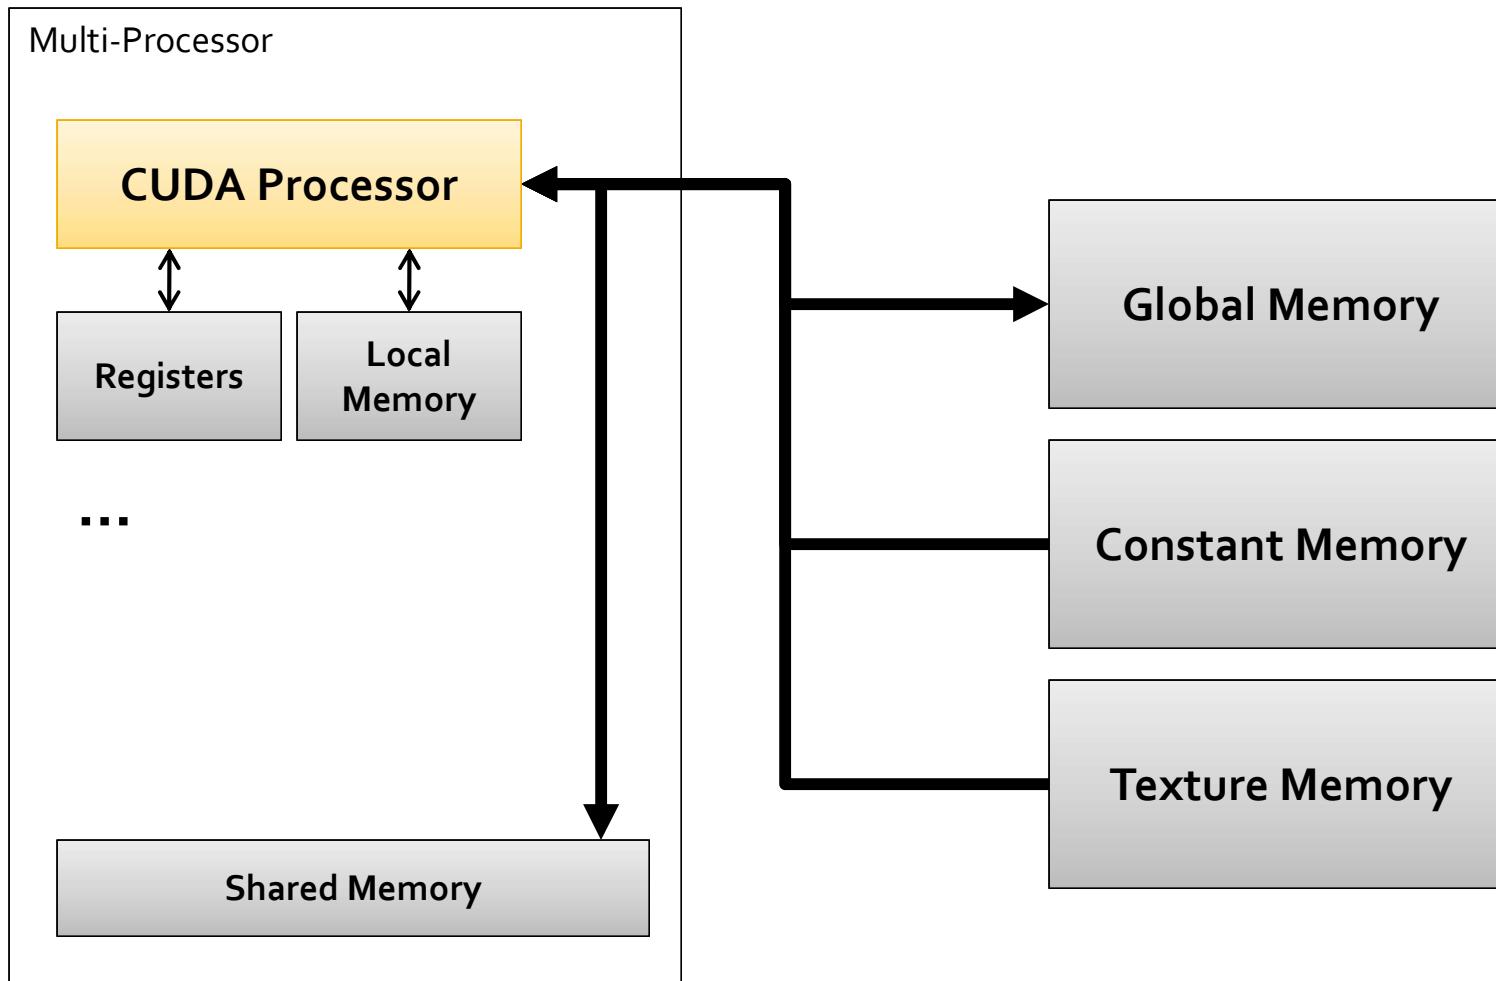 Multi-Processor
CUDA Processor
Registers
Local
Memory
...
Shared Memory
Global Memory
Constant Memory
Texture Memory